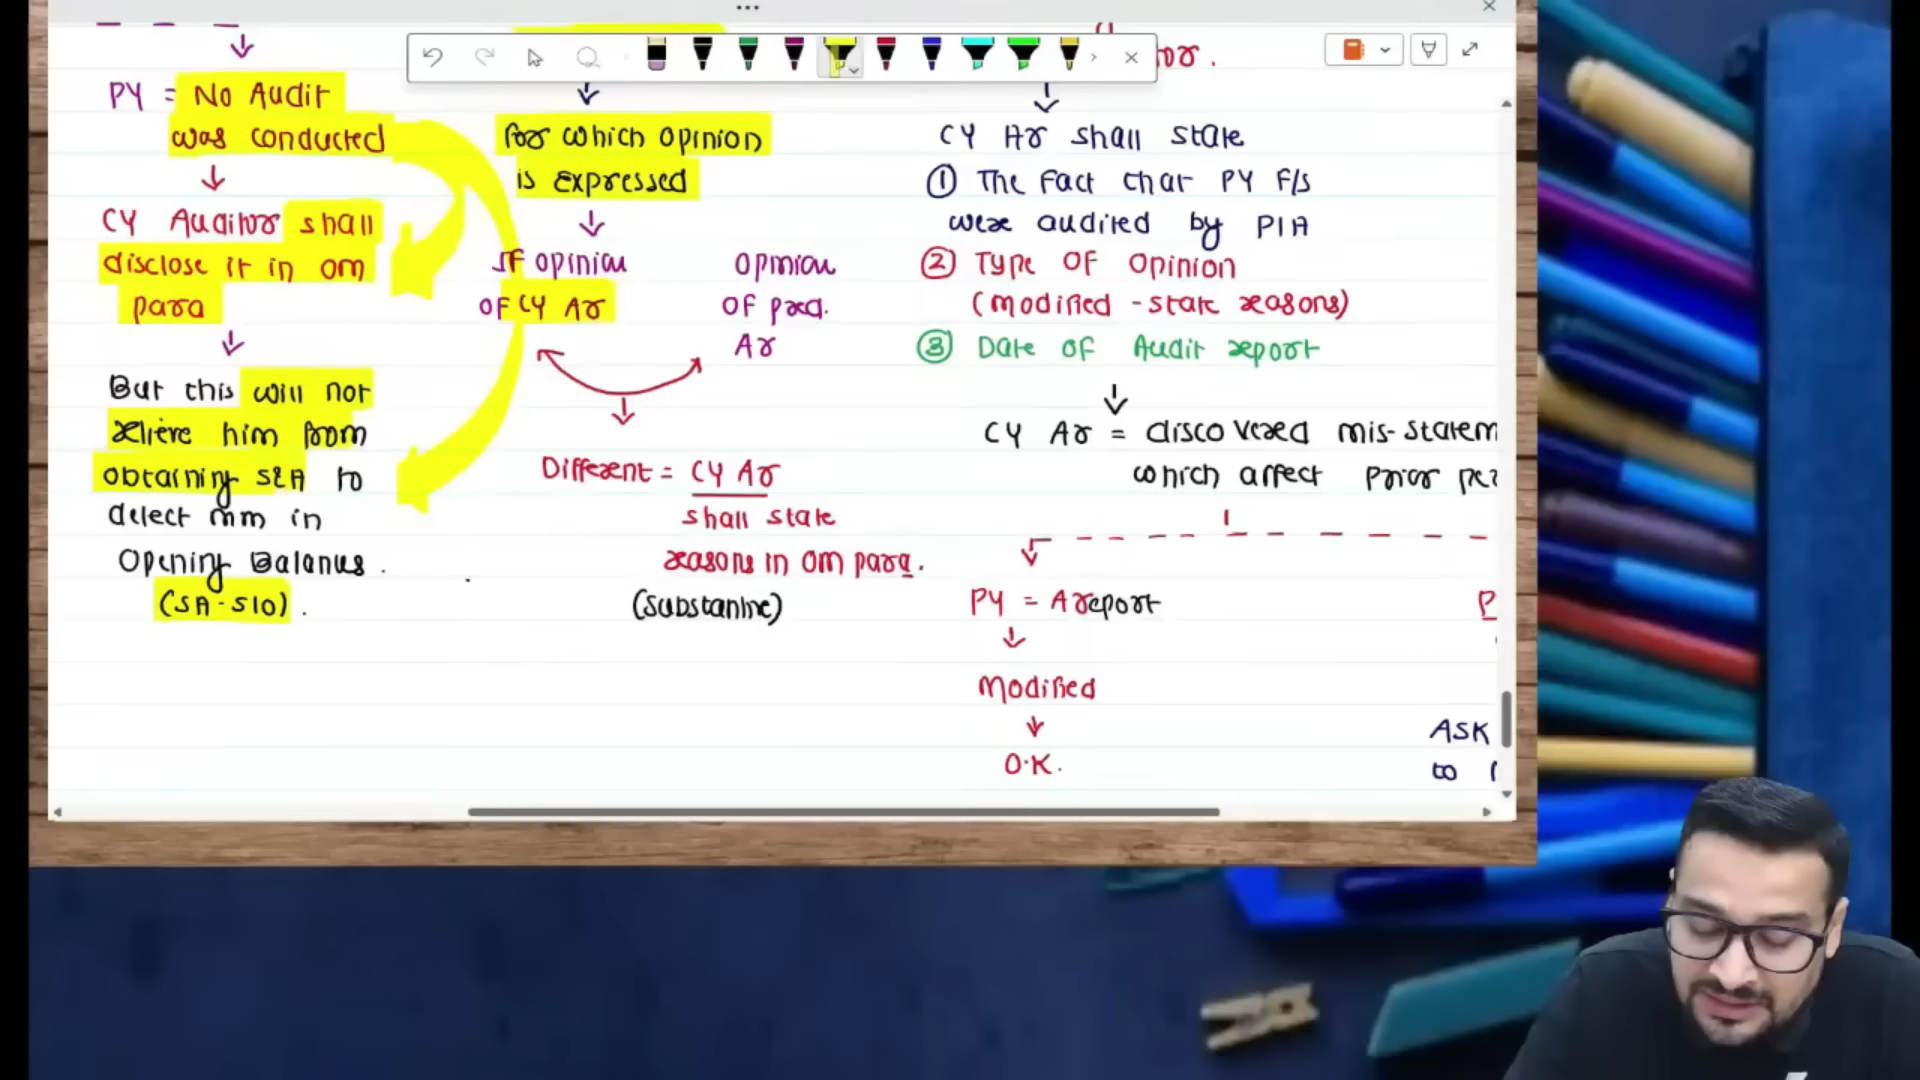 PY = No Audit
was conducted
CY Auditor shall
disclose it in OM
para
But this will not
relieve him from
obtaining SEA to
detect MM in
Opening Balances .
(SA-510) .
for which opinion
is expressed
If opinion
OF CY Ar
Opinion
OF pred.
Ar
Different = CY Ar
shall state
reasons in OM para.
(Substantive)
or .
CY Ar shall state
① The Fact that PY F/s
were audited by PIA
② Type OF Opinion
(Modified - state reasons)
③ Date OF Audit report
CY Ar = discovered mis-statem
which affect Prior per
PY = A report
Modified
O.K.
P
ASK
to